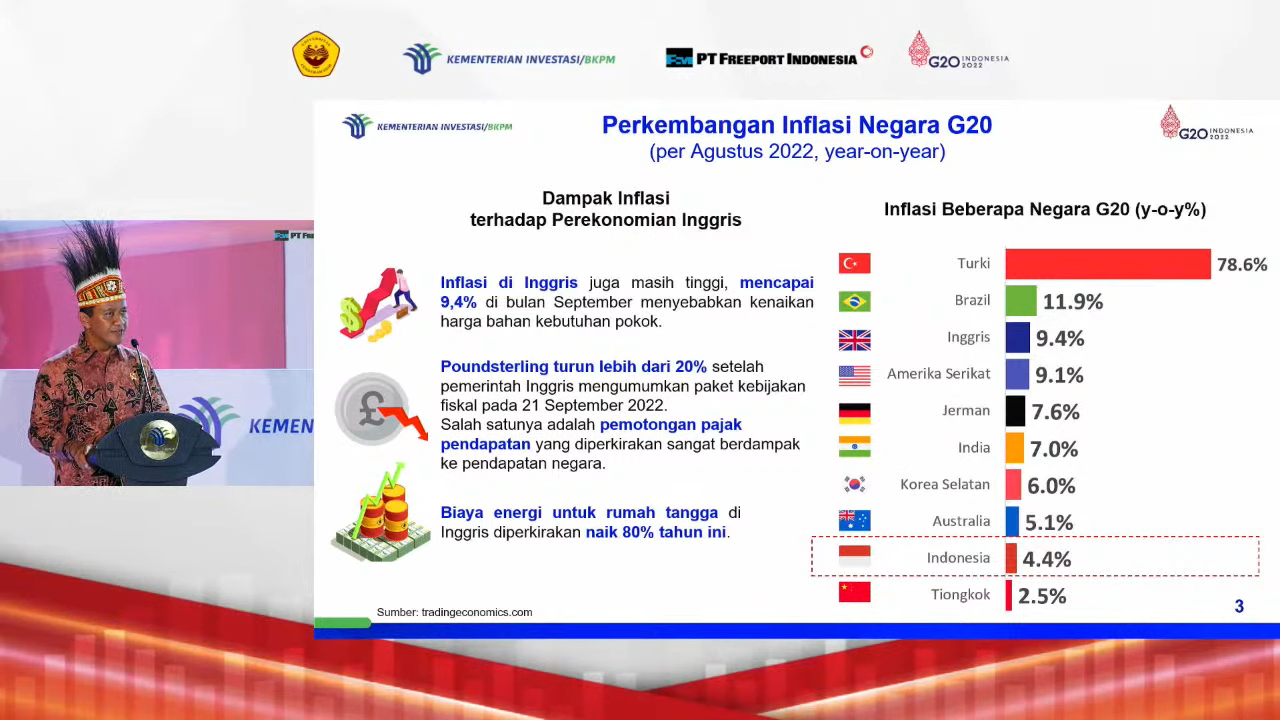 KEMENTERIAN INVESTASI/BKPM
FCX PT FREEPORT INDONESIA
G20 INDONESIA
2022
KEMENTERIAN INVESTASI/BKPM
Perkembangan Inflasi Negara G20
(per Agustus 2022, year-on-year)
G20 INDONESIA
2022
Dampak Inflasi
terhadap Perekonomian Inggris
Inflasi di Inggris juga masih tinggi, mencapai
9,4% di bulan September menyebabkan kenaikan
harga bahan kebutuhan pokok.
Poundsterling turun lebih dari 20% setelah
pemerintah Inggris mengumumkan paket kebijakan
fiskal pada 21 September 2022.
Salah satunya adalah pemotongan pajak
pendapatan yang diperkirakan sangat berdampak
ke pendapatan negara.
Biaya energi untuk rumah tangga di
Inggris diperkirakan naik 80% tahun ini.
Sumber: tradingeconomics.com
Inflasi Beberapa Negara G20 (y-o-y%)
Turki 78.6%
Brazil 11.9%
Inggris 9.4%
Amerika Serikat 9.1%
Jerman 7.6%
India 7.0%
Korea Selatan 6.0%
Australia 5.1%
Indonesia 4.4%
Tiongkok 2.5%
3
PT FREE
KEMEN